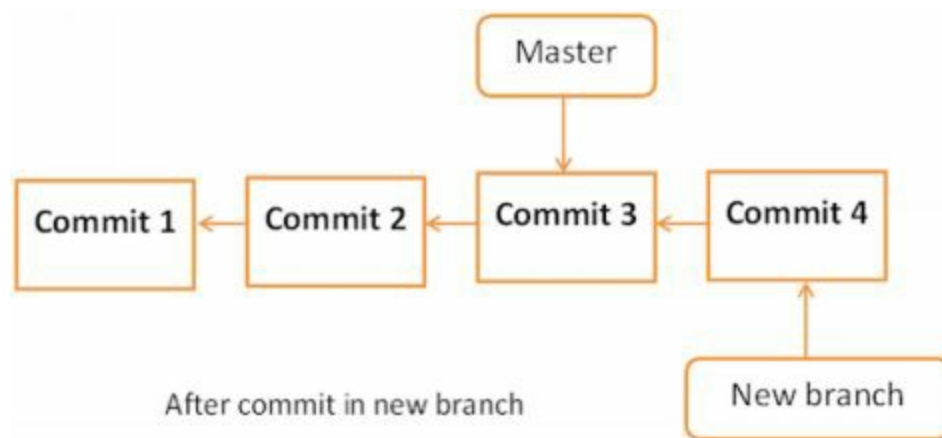 Master
Commit 1
Commit 2
Commit 3
Commit 4
After commit in new branch
New branch